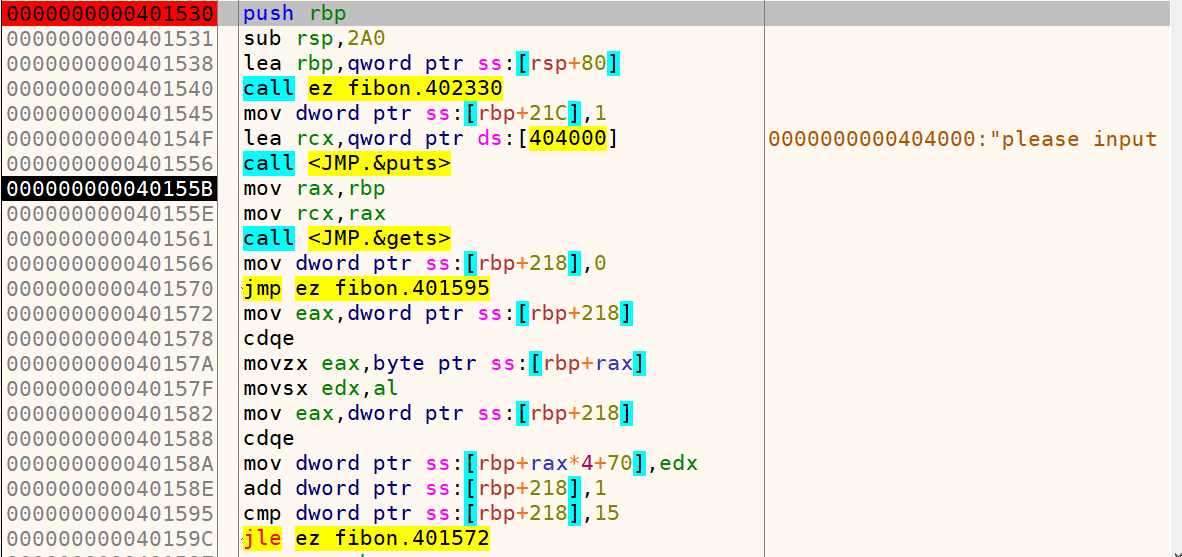 0000000000401530 push rbp
0000000000401531 sub rsp,2A0
0000000000401538 lea rbp,qword ptr ss:[rsp+80]
0000000000401540 call ez fibon.402330
0000000000401545 mov dword ptr ss:[rbp+21C],1
000000000040154F lea rcx,qword ptr ds:[404000] 0000000000404000:"please input
0000000000401556 call <JMP.&puts>
000000000040155B mov rax,rbp
000000000040155E mov rcx,rax
0000000000401561 call <JMP.&gets>
0000000000401566 mov dword ptr ss:[rbp+218],0
0000000000401570 jmp ez fibon.401595
0000000000401572 mov eax,dword ptr ss:[rbp+218]
0000000000401578 cdqe
000000000040157A movzx eax,byte ptr ss:[rbp+rax]
000000000040157F movsx edx,al
0000000000401582 mov eax,dword ptr ss:[rbp+218]
0000000000401588 cdqe
000000000040158A mov dword ptr ss:[rbp+rax*4+70],edx
000000000040158E add dword ptr ss:[rbp+218],1
0000000000401595 cmp dword ptr ss:[rbp+218],15
000000000040159C jle ez fibon.401572